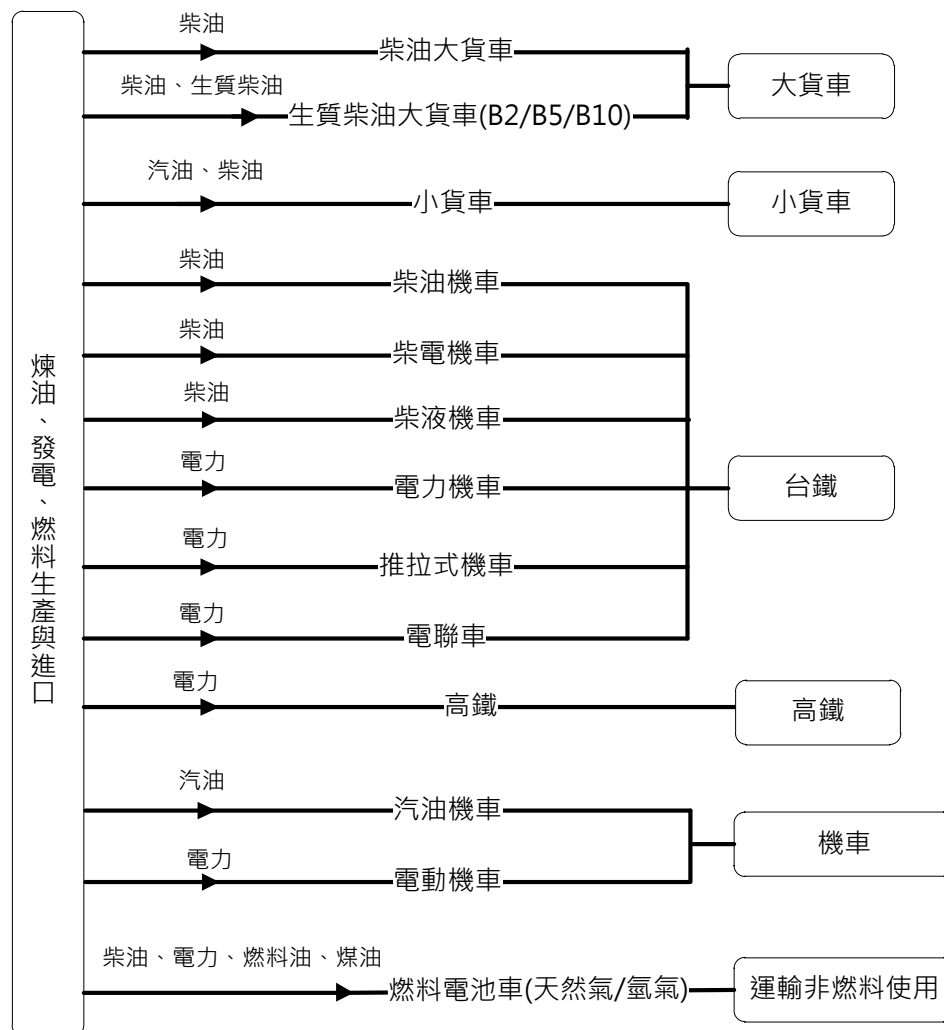 煉油、發電、燃料生產與進口
柴油
柴油大貨車
柴油、生質柴油
生質柴油大貨車(B2/B5/B10)
大貨車
汽油、柴油
小貨車
小貨車
柴油
柴油機車
柴油
柴電機車
柴油
柴液機車
電力
電力機車
台鐵
電力
推拉式機車
電力
電聯車
電力
高鐵
高鐵
汽油
汽油機車
機車
電力
電動機車
柴油、電力、燃料油、煤油
燃料電池車(天然氣/氫氣)
運輸非燃料使用